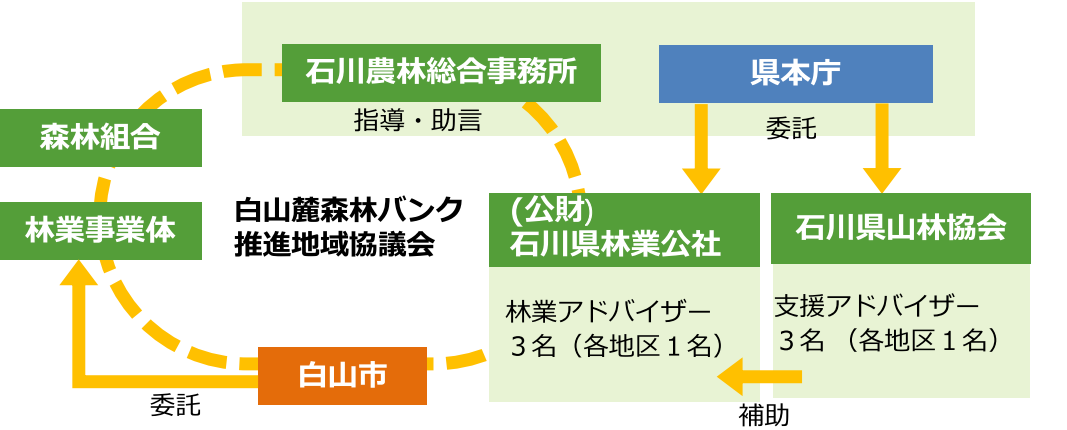 石川農林総合事務所
県本庁
指導・助言
委託
森林組合
林業事業体
白山麓森林バンク
推進地域協議会
(公財)
石川県林業公社
石川県山林協会
林業アドバイザー
３名（各地区１名）
支援アドバイザー
３名 （各地区１名）
白山市
委託
補助